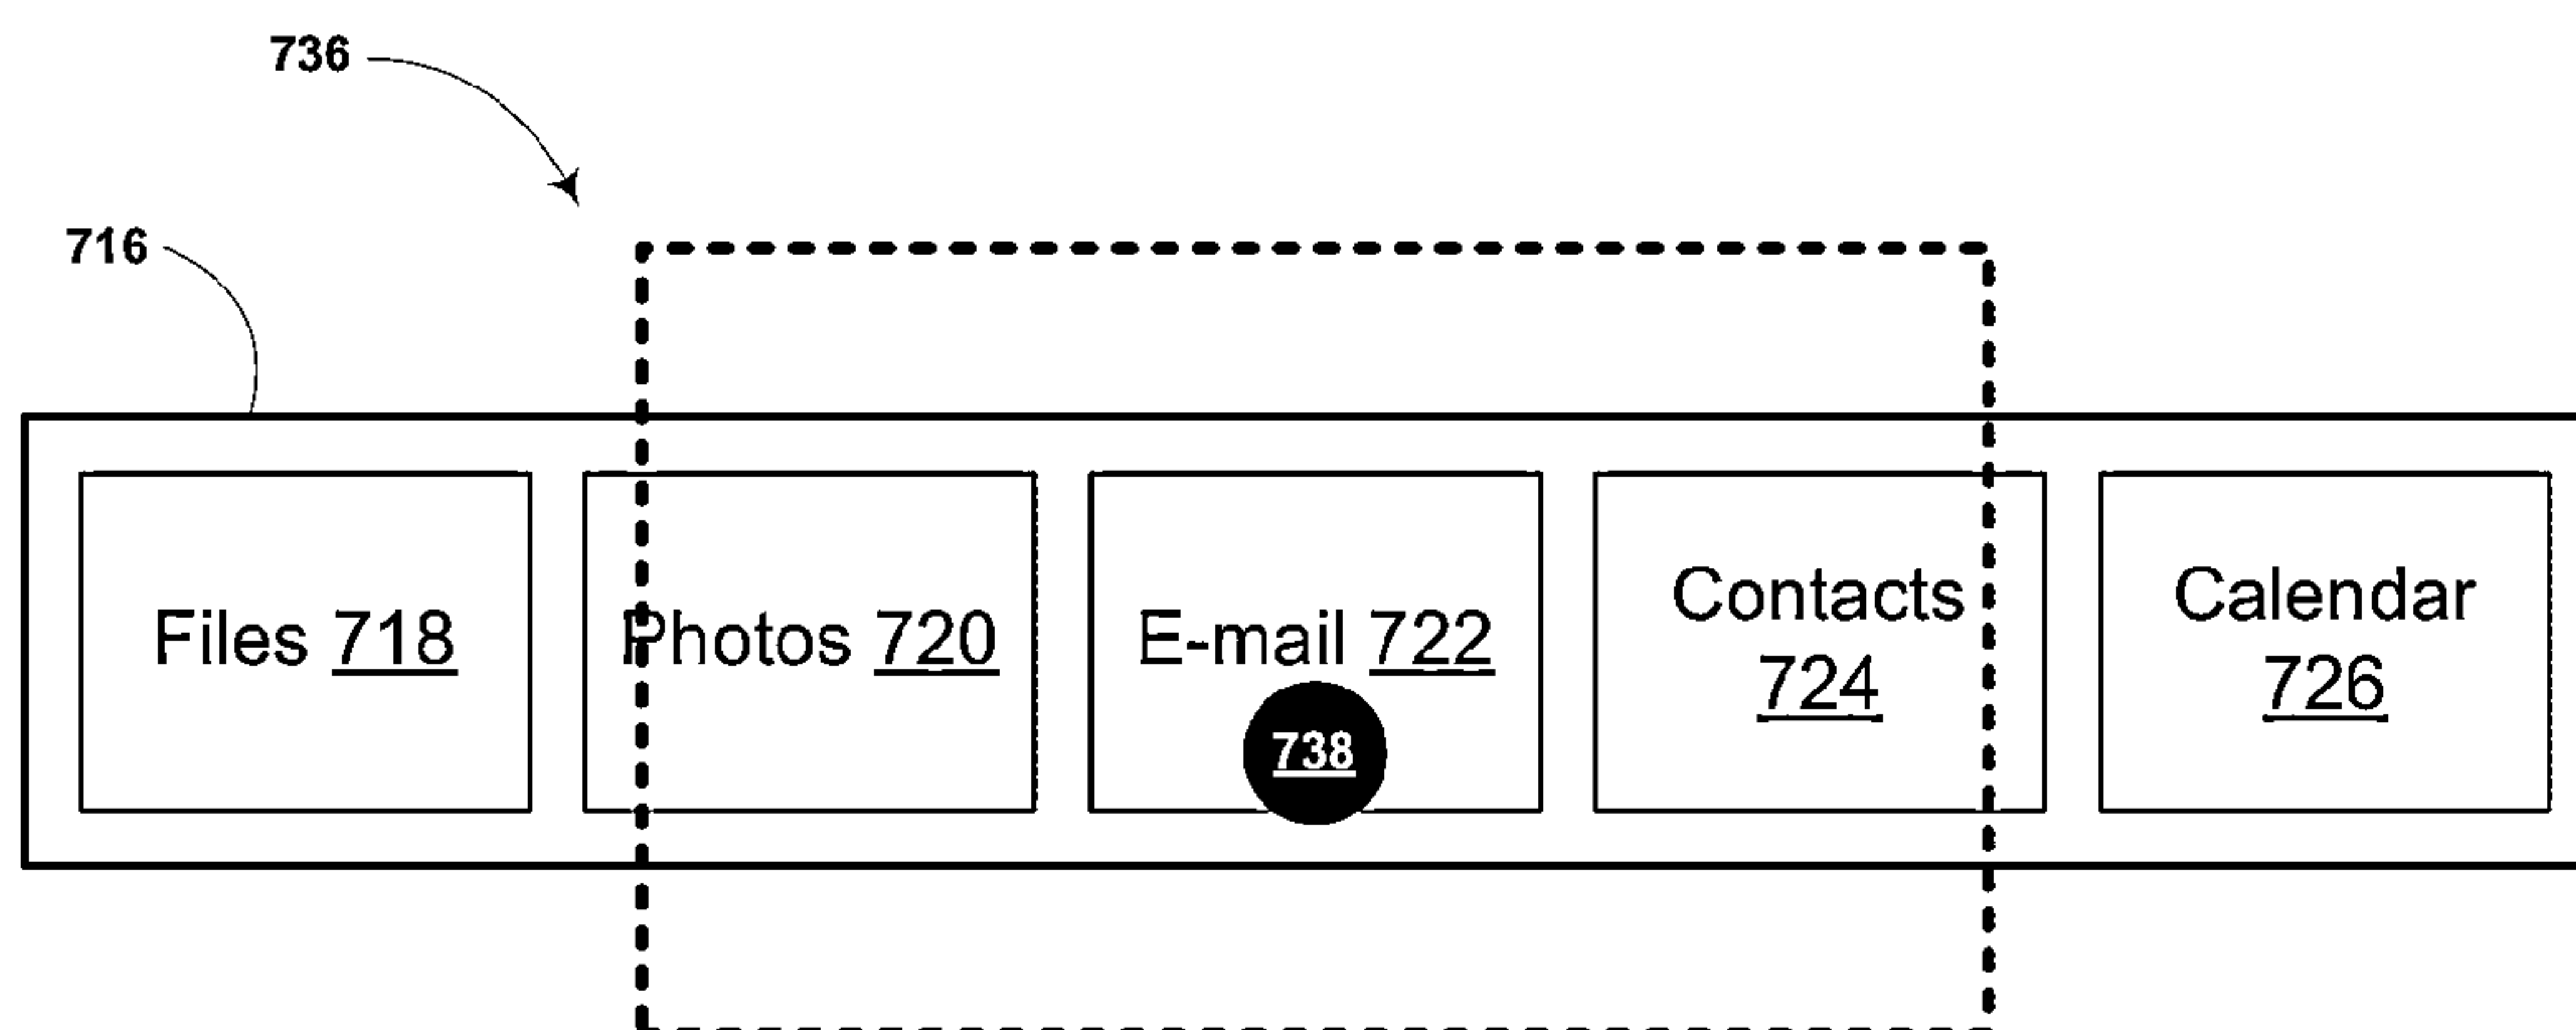 736
716
Files 718
Photos 720
E-mail 722
738
Contacts
724
Calendar
726